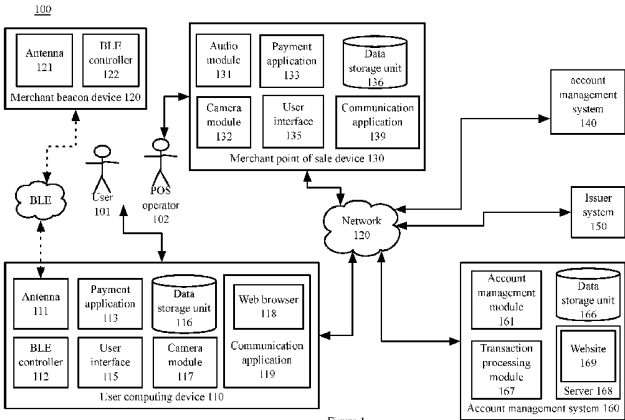 100
Antenna
121
BLE
controller
122
Merchant beacon device 120
Audio
module
131
Payment
application
133
Data
storage unit
136
Camera
module
132
User
interface
135
Communication
application
139
Merchant point of sale device 130
account
management
system
140
User
101
POS
operator
102
BLE
Network
120
Issuer
system
150
Antenna
111
Payment
application
113
Data
storage unit
116
Web browser
118
BLE
controller
112
User
interface
115
Camera
module
117
Communication
application
119
User computing device 110
Account
management
module
161
Data
storage unit
166
Transaction
processing
module
167
Website
169
Server 168
Account management system 160
Figure 1